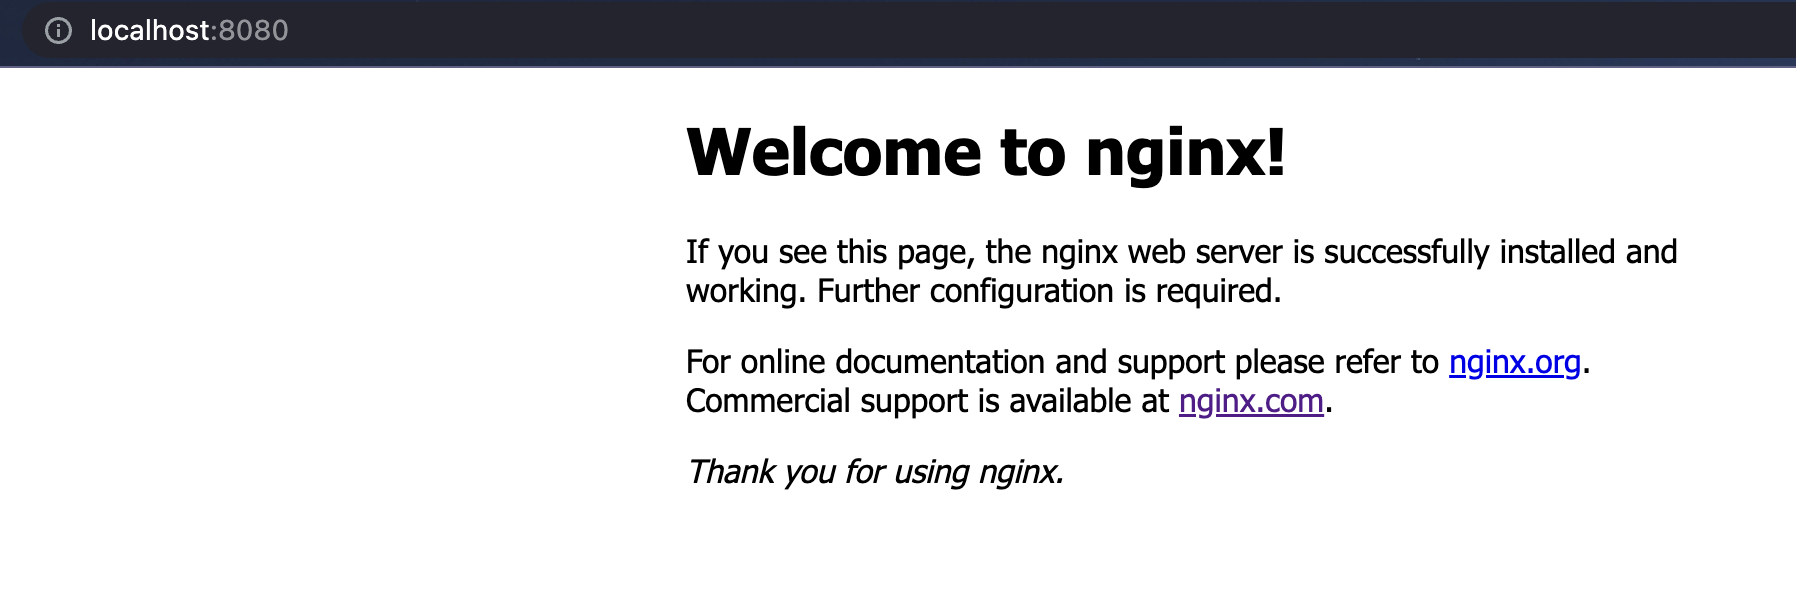 localhost:8080
Welcome to nginx!
If you see this page, the nginx web server is successfully installed and
working. Further configuration is required.
For online documentation and support please refer to nginx.org.
Commercial support is available at nginx.com.
Thank you for using nginx.